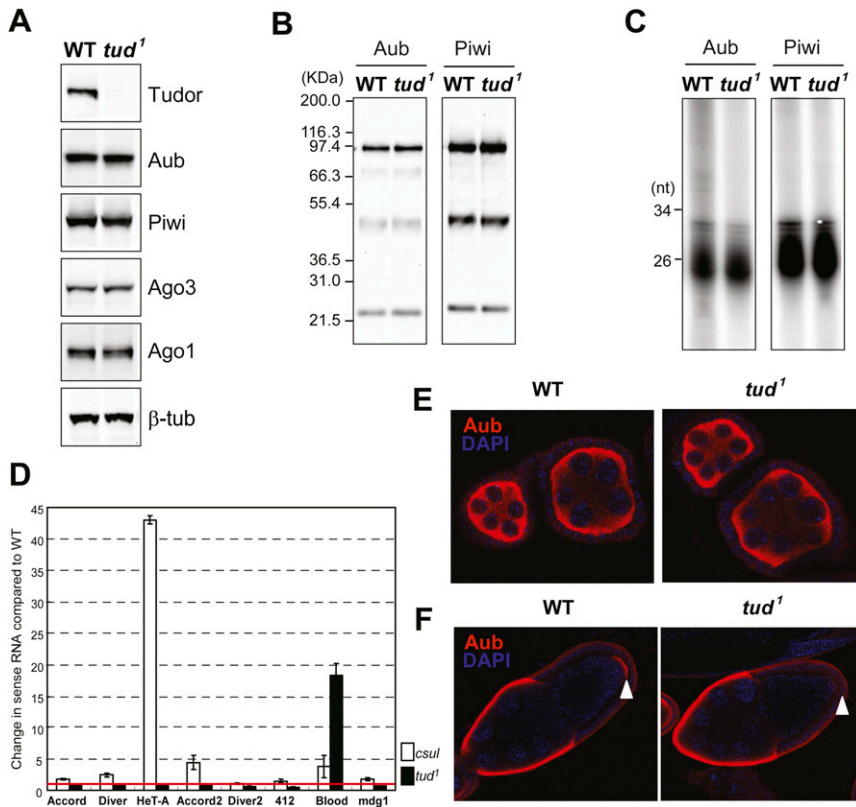 A
WT tud¹
Tudor
Aub
Piwi
Ago3
Ago1
β-tub
B
Aub Piwi
(KDa) WT tud¹ WT tud¹
200.0
116.3
97.4
66.3
55.4
36.5
31.0
21.5
C
Aub Piwi
WT tud¹ WT tud¹
(nt)
34
26
D
Change in sense RNA compared to WT
45
40
35
30
25
20
15
10
5
0
Accord Diver HeT-A Accord2 Diver2 412 Blood mdg1
csul
tud¹
E
WT tud¹
Aub
DAPI
F
WT tud¹
Aub
DAPI